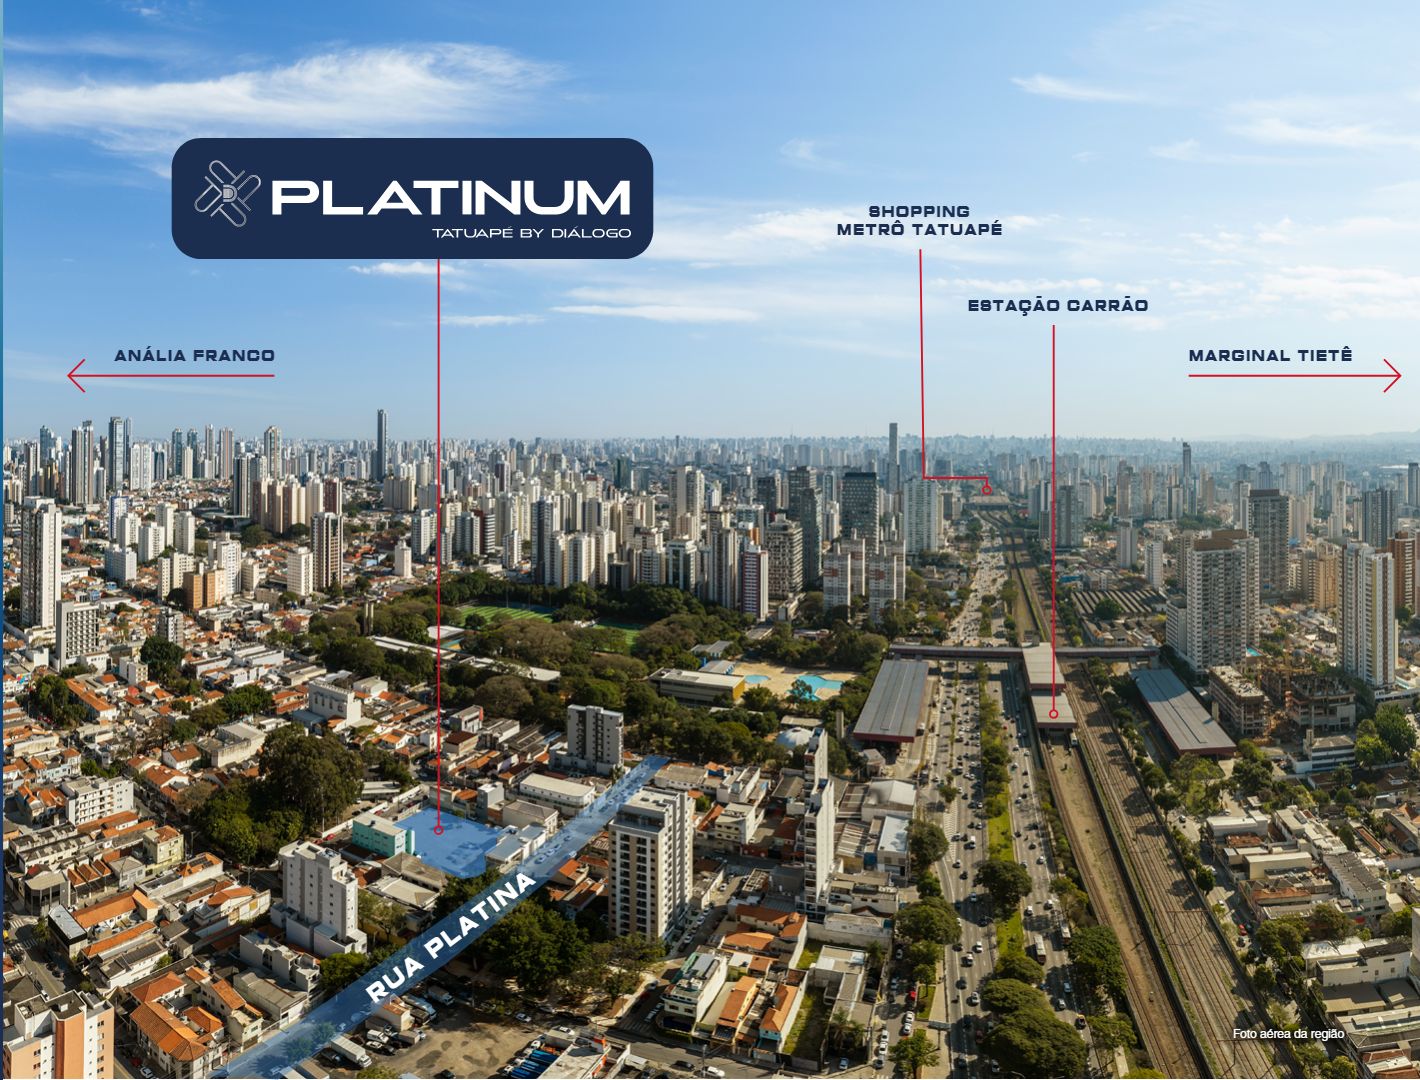 PLATINUM
TATUAPÉ BY DIÁLOGO
SHOPPING
METRÔ TATUAPÉ
ESTAÇÃO CARRÃO
ANÁLIA FRANCO
MARGINAL TIETÊ
RUA PLATINA
Foto aérea da região